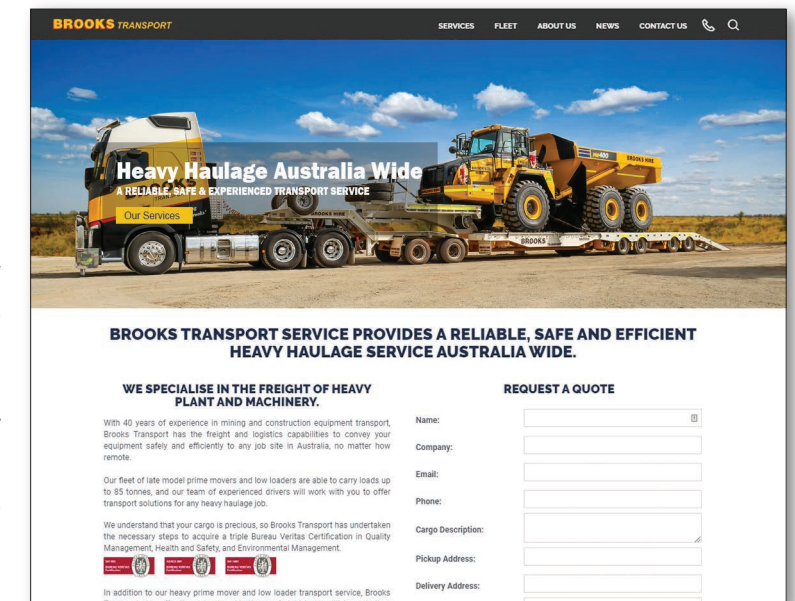 BROOKS TRANSPORT
SERVICES FLEET ABOUT US NEWS CONTACT US
Heavy Haulage Australia Wide
A RELIABLE, SAFE & EXPERIENCED TRANSPORT SERVICE
Our Services
BROOKS HIRE
BROOKS HIRE
BROOKS
BROOKS TRANSPORT SERVICE PROVIDES A RELIABLE, SAFE AND EFFICIENT
HEAVY HAULAGE SERVICE AUSTRALIA WIDE.
WE SPECIALISE IN THE FREIGHT OF HEAVY
PLANT AND MACHINERY.
With 40 years of experience in mining and construction equipment transport,
Brooks Transport has the freight and logistics capabilities to convey your
equipment safely and efficiently to any job site in Australia, no matter how
remote.
Our fleet of late model prime movers and low loaders are able to carry loads up
to 85 tonnes, and our team of experienced drivers will work with you to offer
transport solutions for any heavy haulage job.
We understand that your cargo is precious, so Brooks Transport has undertaken
the necessary steps to acquire a triple Bureau Veritas Certification in Quality
Management, Health and Safety, and Environmental Management.
BUREAU VERITAS
BUREAU VERITAS
BUREAU VERITAS
In addition to our heavy prime mover and low loader transport service, Brooks
REQUEST A QUOTE
Name:
Company:
Email:
Phone:
Cargo Description:
Pickup Address:
Delivery Address: